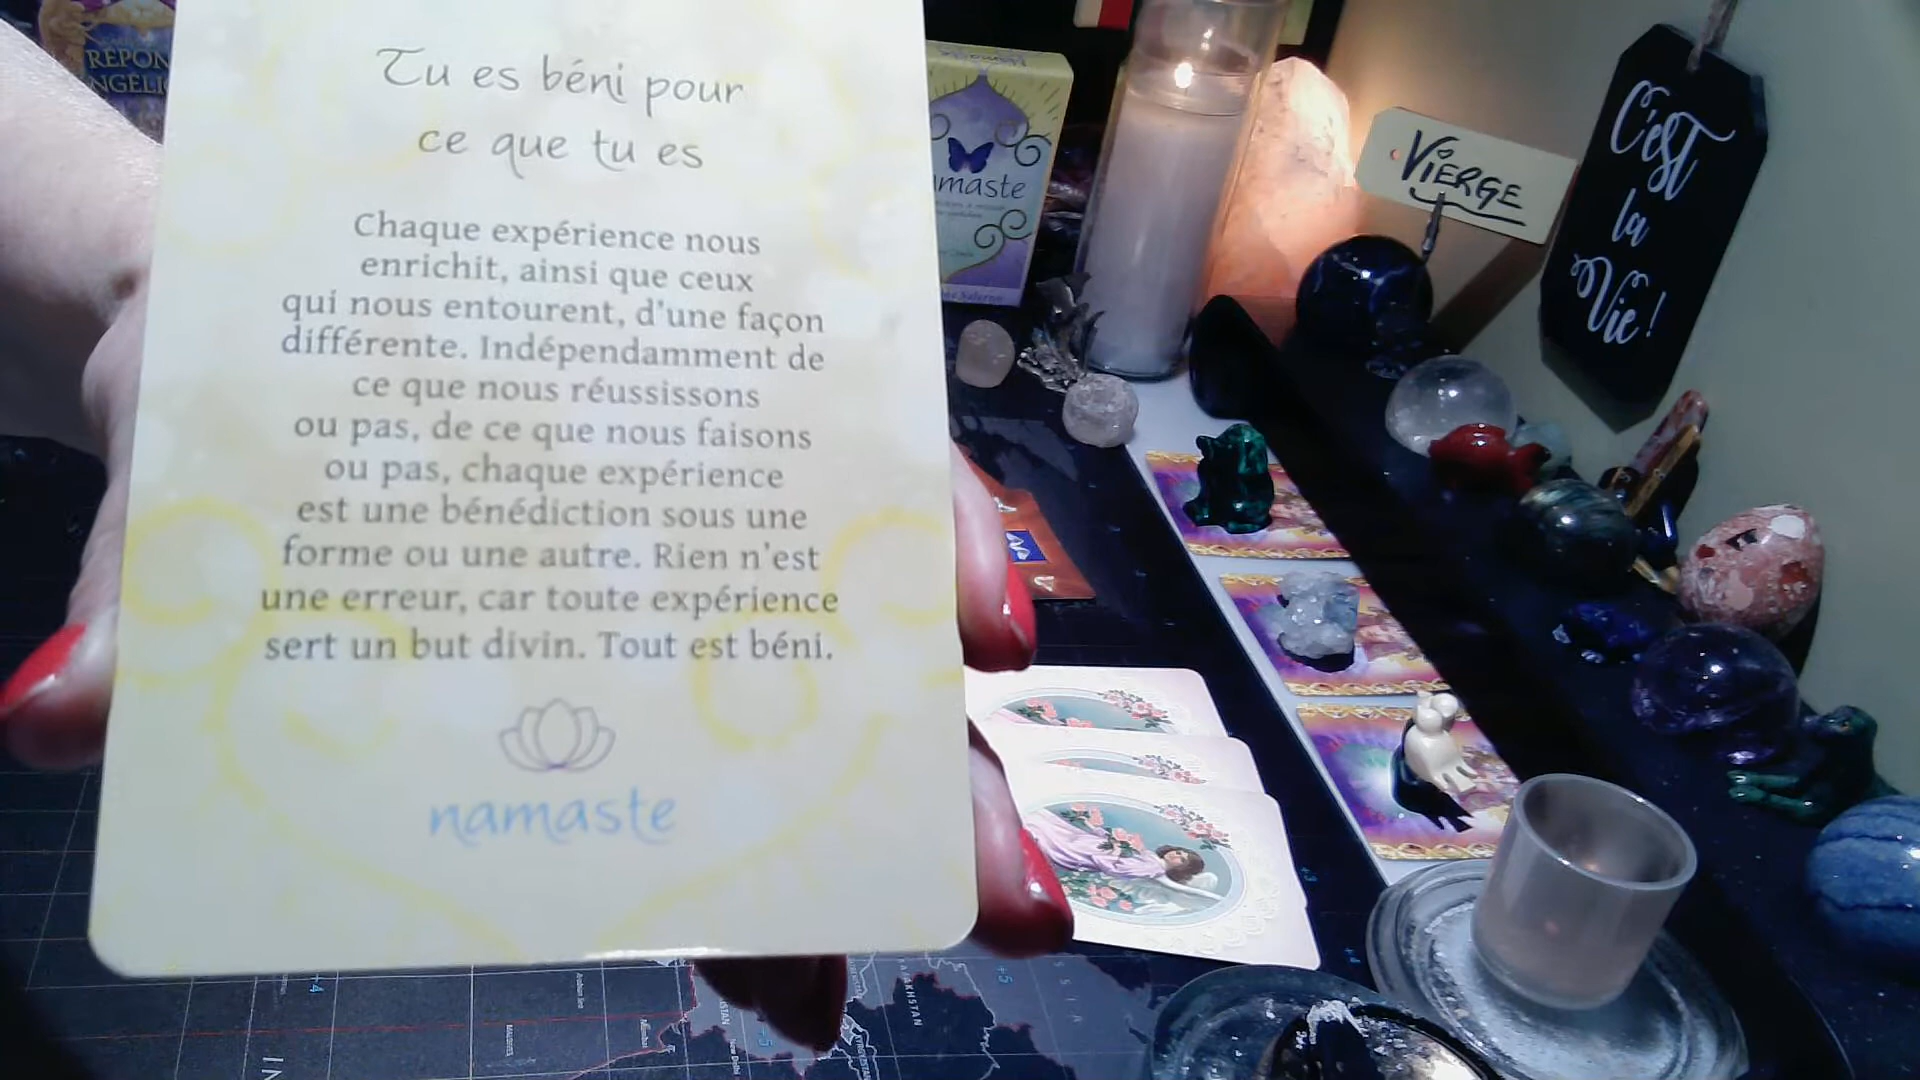 Tu es béni pour
ce que tu es
Chaque expérience nous
enrichit, ainsi que ceux
qui nous entourent, d'une façon
différente. Indépendamment de
ce que nous réussissons
ou pas, de ce que nous faisons
ou pas, chaque expérience
est une bénédiction sous une
forme ou une autre. Rien n'est
une erreur, car toute expérience
sert un but divin. Tout est béni.
namaste
VIERGE
C'est
la
Vie !